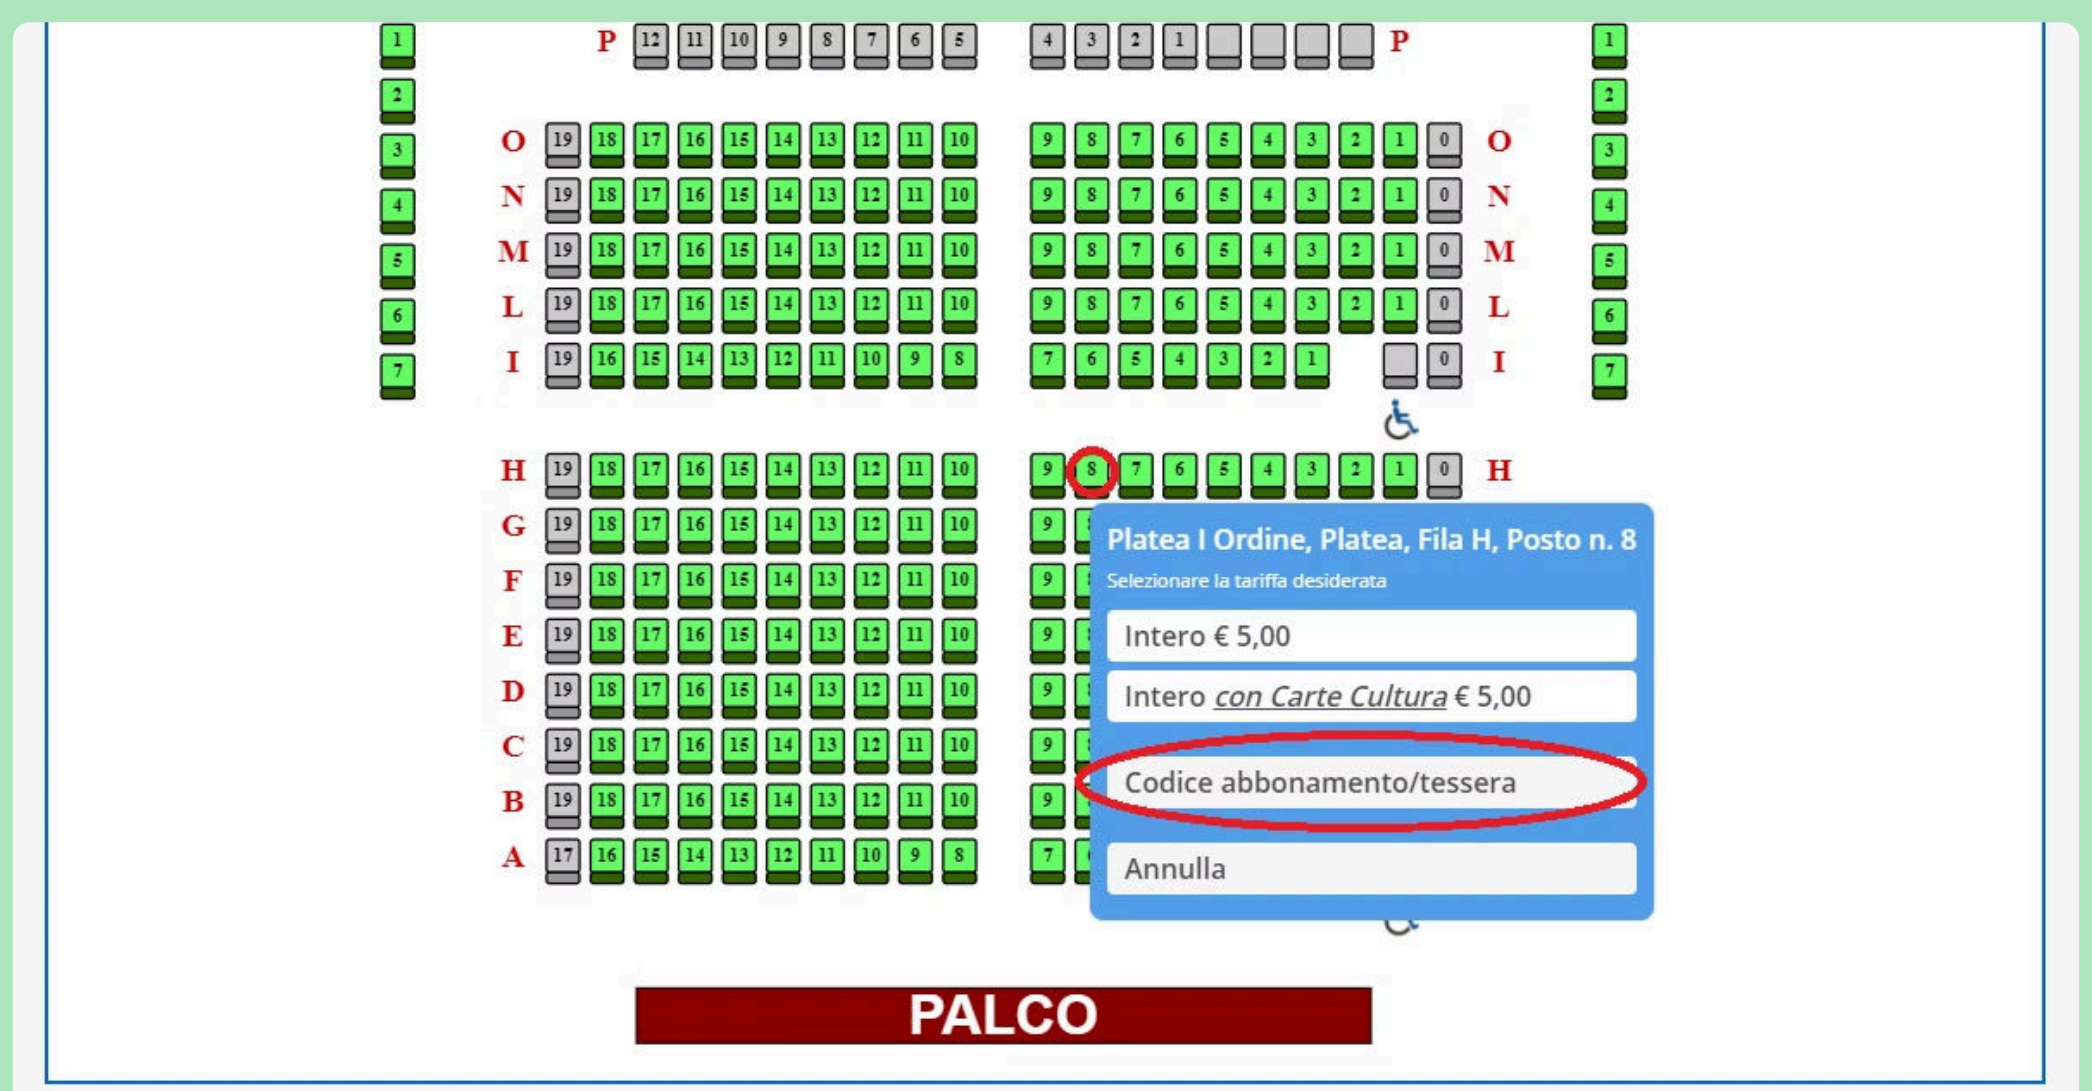 1 P 12 11 10 9 8 7 6 5 4 3 2 1 P 1
2 2
O 19 18 17 16 15 14 13 12 11 10 9 8 7 6 5 4 3 2 1 0 O
3 3
N 19 18 17 16 15 14 13 12 11 10 9 8 7 6 5 4 3 2 1 0 N
4 4
M 19 18 17 16 15 14 13 12 11 10 9 8 7 6 5 4 3 2 1 0 M
5 5
L 19 18 17 16 15 14 13 12 11 10 9 8 7 6 5 4 3 2 1 0 L
6 6
I 19 16 15 14 13 12 11 10 9 8 7 6 5 4 3 2 1 0 I
7 7
H 19 18 17 16 15 14 13 12 11 10 9 8 7 6 5 4 3 2 1 0 H
G 19 18 17 16 15 14 13 12 11 10 9
F 19 18 17 16 15 14 13 12 11 10 9
E 19 18 17 16 15 14 13 12 11 10 9
D 19 18 17 16 15 14 13 12 11 10 9
C 19 18 17 16 15 14 13 12 11 10 9
B 19 18 17 16 15 14 13 12 11 10 9
A 17 16 15 14 13 12 11 10 9 8 7
Platea I Ordine, Platea, Fila H, Posto n. 8
Selezionare la tariffa desiderata
Intero € 5,00
Intero con Carte Cultura € 5,00
Codice abbonamento/tessera
Annulla
PALCO